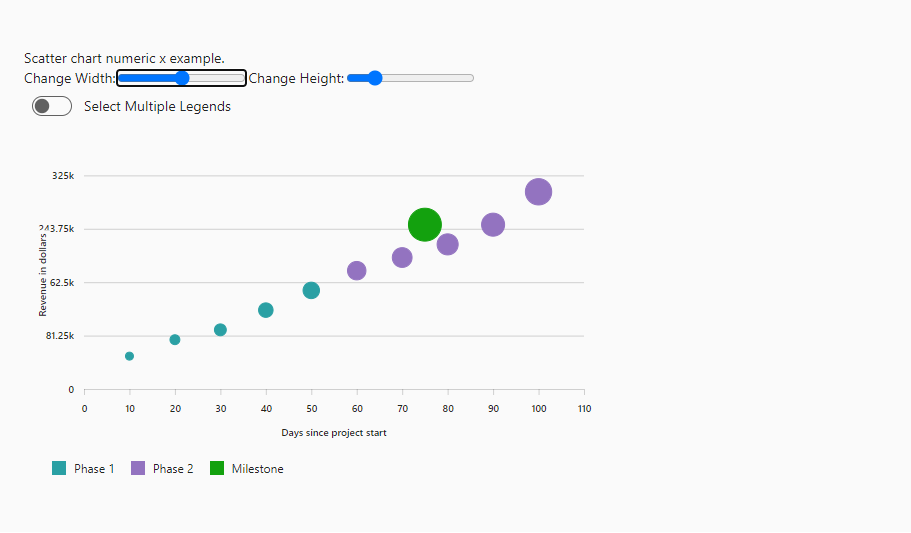 Scatter chart numeric x example.
Change Width: Change Height:
Select Multiple Legends
325k
243.75k
62.5k
81.25k
0
Revenue in dollars
0 10 20 30 40 50 60 70 80 90 100 110
Days since project start
Phase 1 Phase 2 Milestone